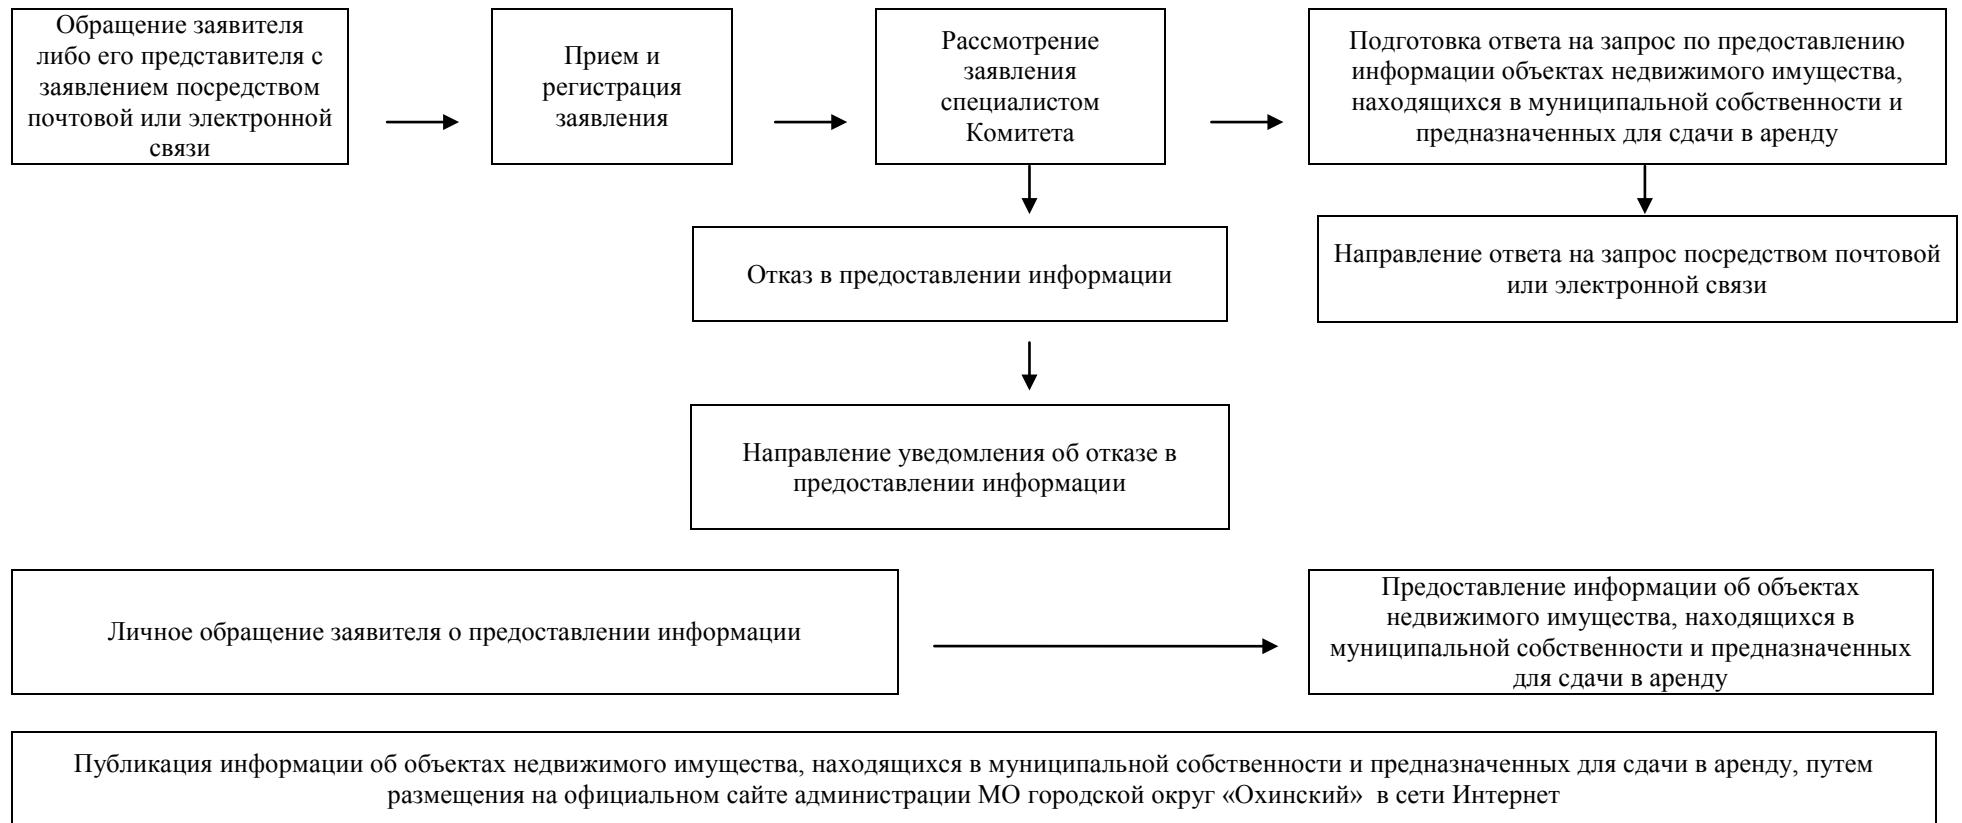 Обращение заявителя
либо его представителя с
заявлением посредством
почтовой или электронной
связи
Прием и
регистрация
заявления
Рассмотрение
заявления
специалистом
Комитета
Подготовка ответа на запрос по предоставлению
информации объектах недвижимого имущества,
находящихся в муниципальной собственности и
предназначенных для сдачи в аренду
Отказ в предоставлении информации
Направление ответа на запрос посредством почтовой
или электронной связи
Направление уведомления об отказе в
предоставлении информации
Личное обращение заявителя о предоставлении информации
Предоставление информации об объектах
недвижимого имущества, находящихся в
муниципальной собственности и предназначенных
для сдачи в аренду
Публикация информации об объектах недвижимого имущества, находящихся в муниципальной собственности и предназначенных для сдачи в аренду, путем
размещения на официальном сайте администрации МО городской округ «Охинский» в сети Интернет